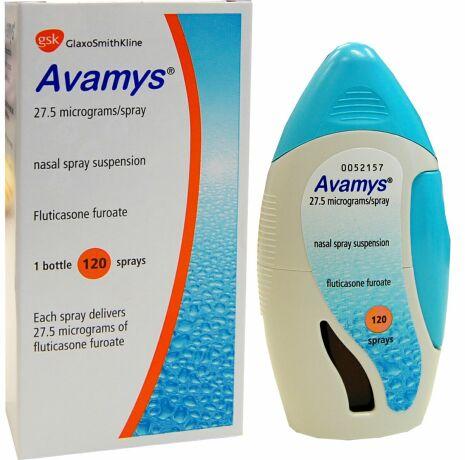 gsk GlaxoSmithKline
Avamys®
27.5 micrograms/spray
nasal spray suspension
Fluticasone furoate
1 bottle 120 sprays
Each spray delivers
27.5 micrograms of
fluticasone furoate
0052157
Avamys®
27.5 micrograms/spray
nasal spray suspension
fluticasone furoate
120
sprays